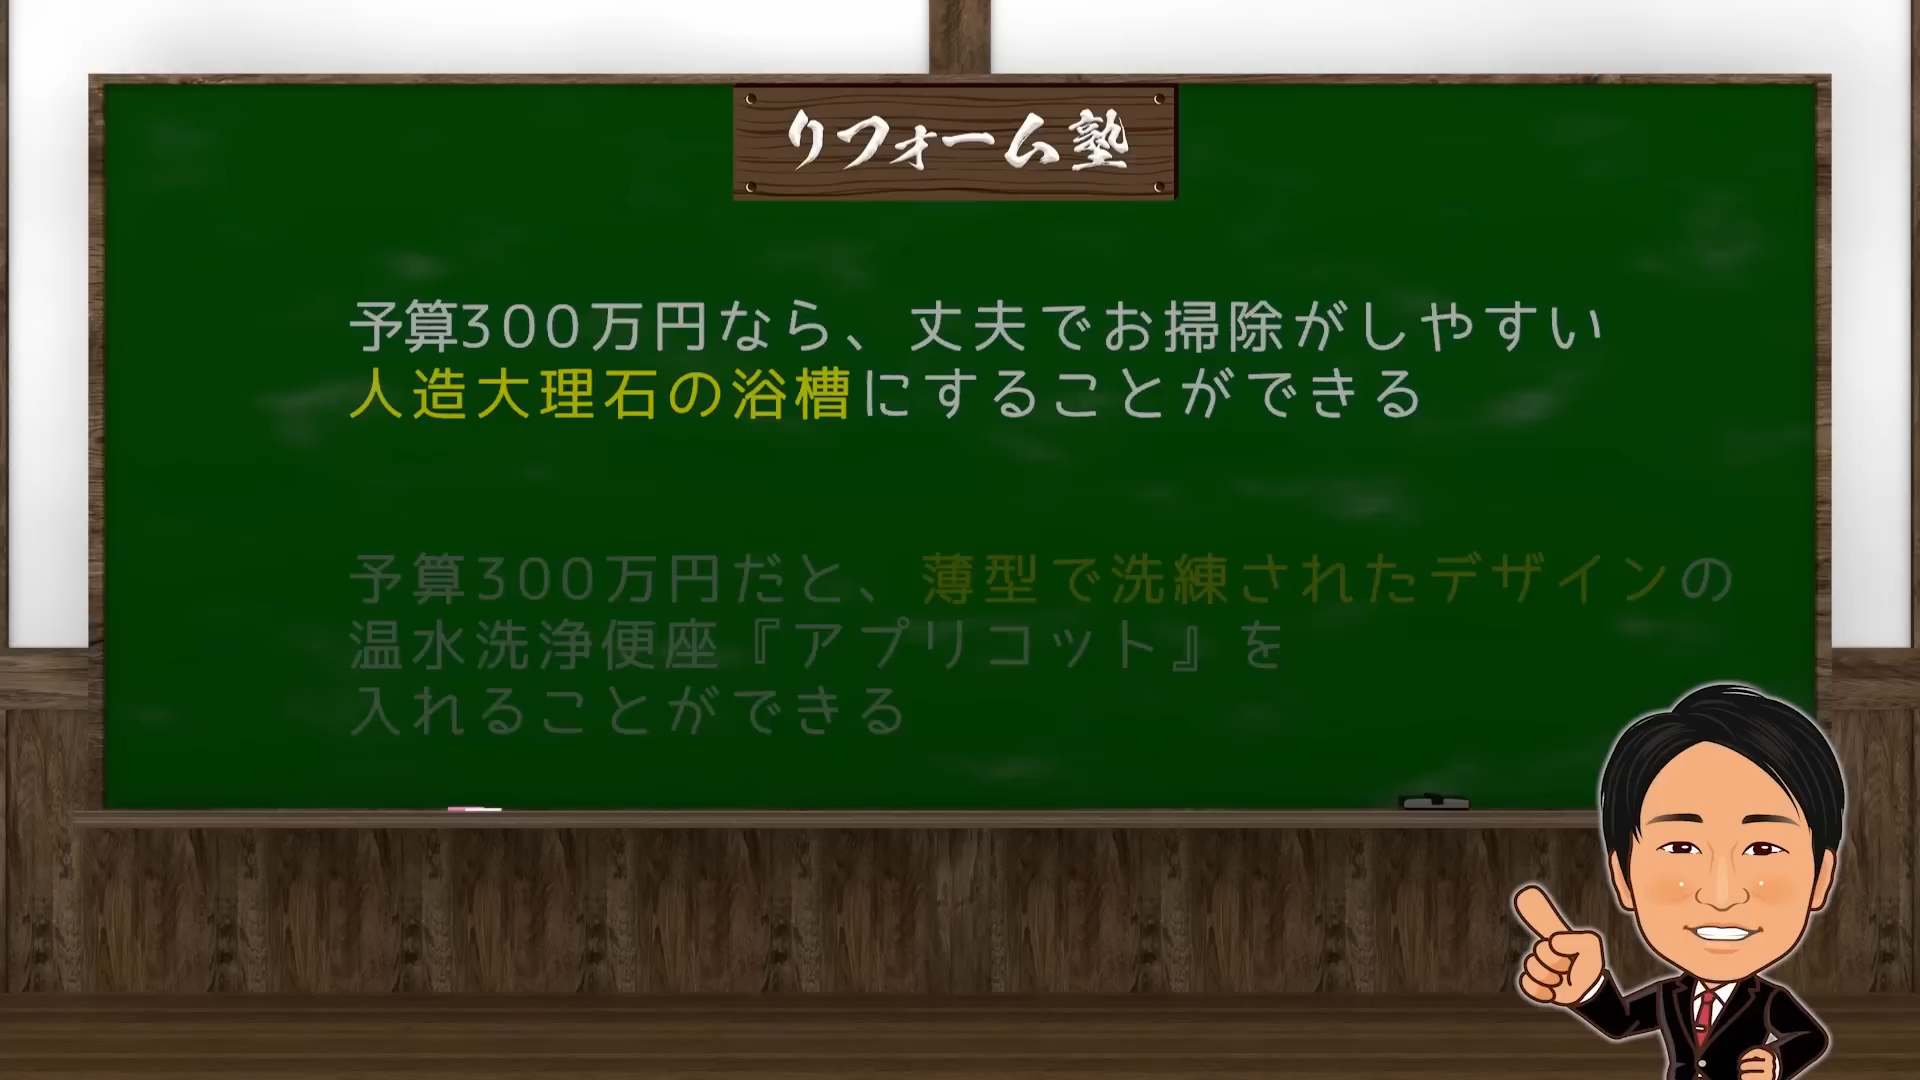 リフォーム塾
予算300万円なら、丈夫でお掃除がしやすい
人造大理石の浴槽にすることができる
予算300万円だと、薄型で洗練されたデザインの
温水洗浄便座『アプリコット』を
入れることができる